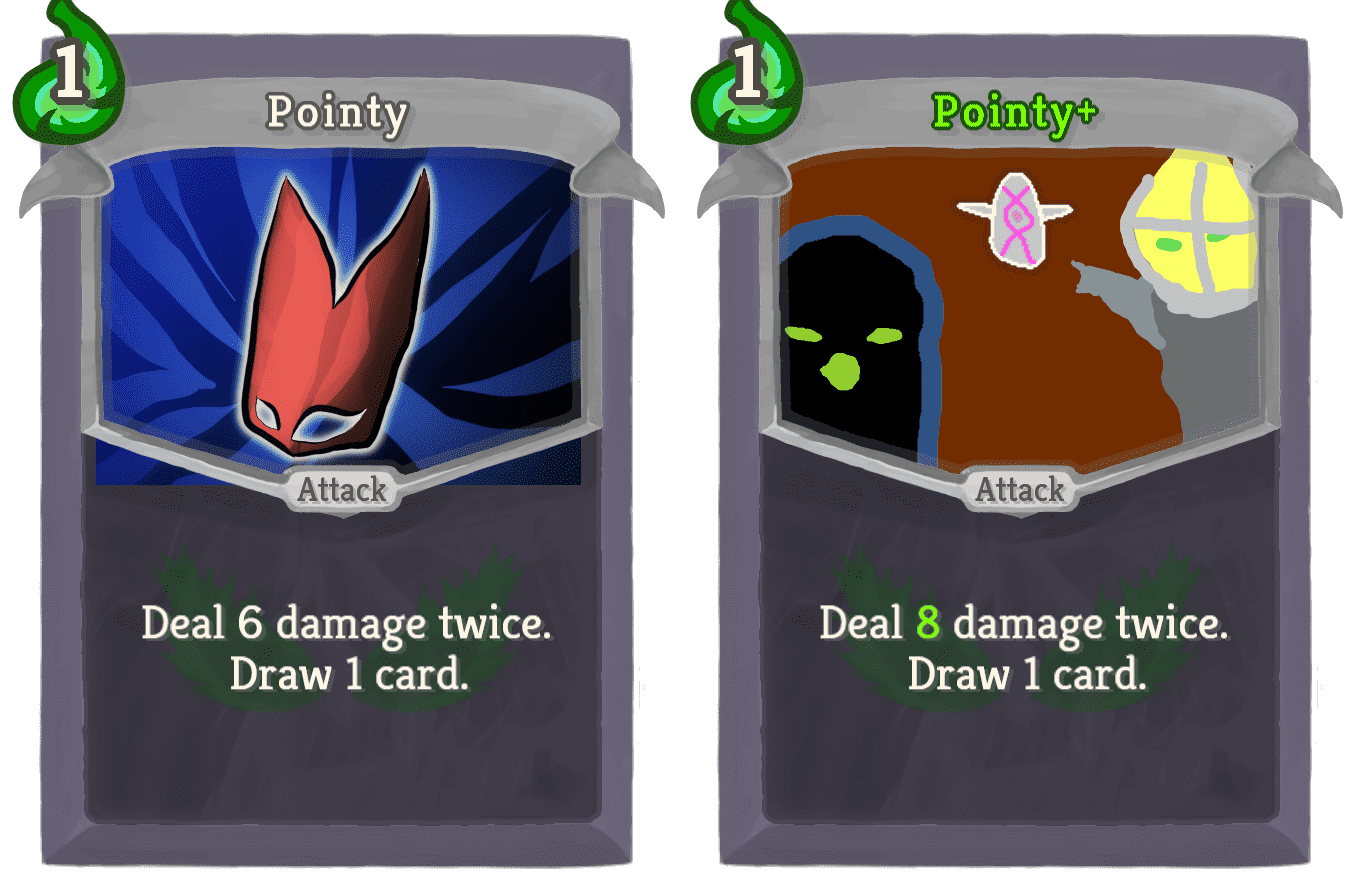 1
Pointy
Attack
Deal 6 damage twice.
Draw 1 card.
1
Pointy+
Attack
Deal 8 damage twice.
Draw 1 card.